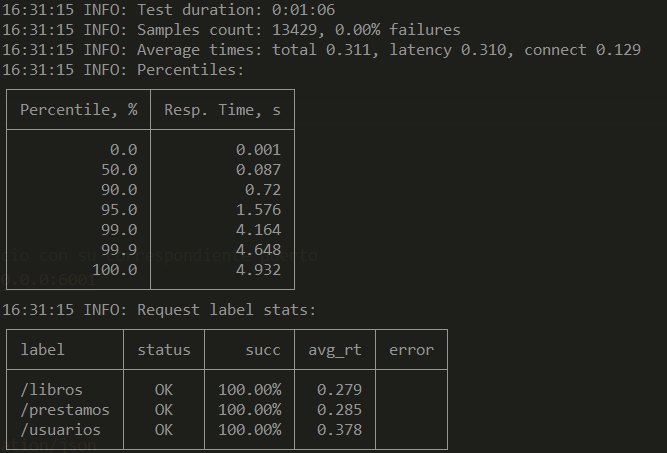 16:31:15 INFO: Test duration: 0:01:06
16:31:15 INFO: Samples count: 13429, 0.00% failures
16:31:15 INFO: Average times: total 0.311, latency 0.310, connect 0.129
16:31:15 INFO: Percentiles:
Percentile, % Resp. Time, s
0.0 0.001
50.0 0.087
90.0 0.72
95.0 1.576
99.0 4.164
99.9 4.648
100.0 4.932
16:31:15 INFO: Request label stats:
label status succ avg_rt error
/libros OK 100.00% 0.279
/prestamos OK 100.00% 0.285
/usuarios OK 100.00% 0.378